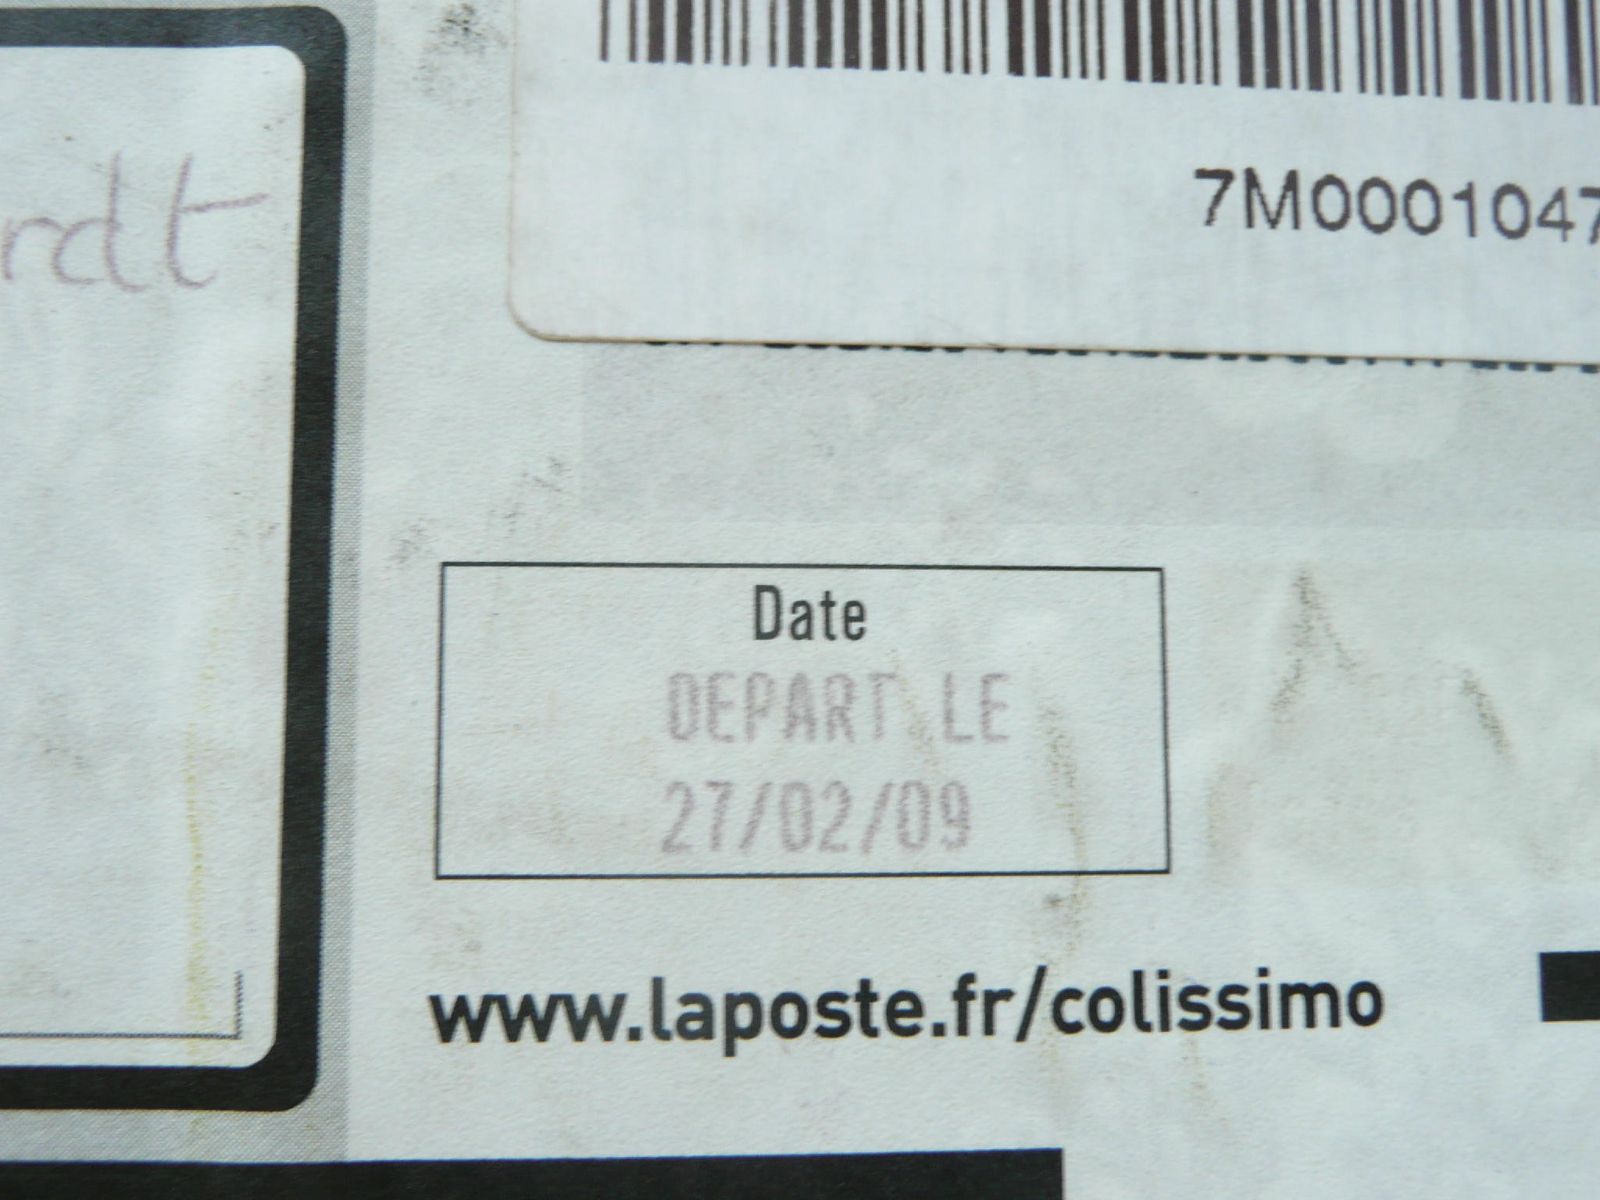 7M0001047
rdt
Date
DEPART LE
27/02/09
www.laposte.fr/colissimo